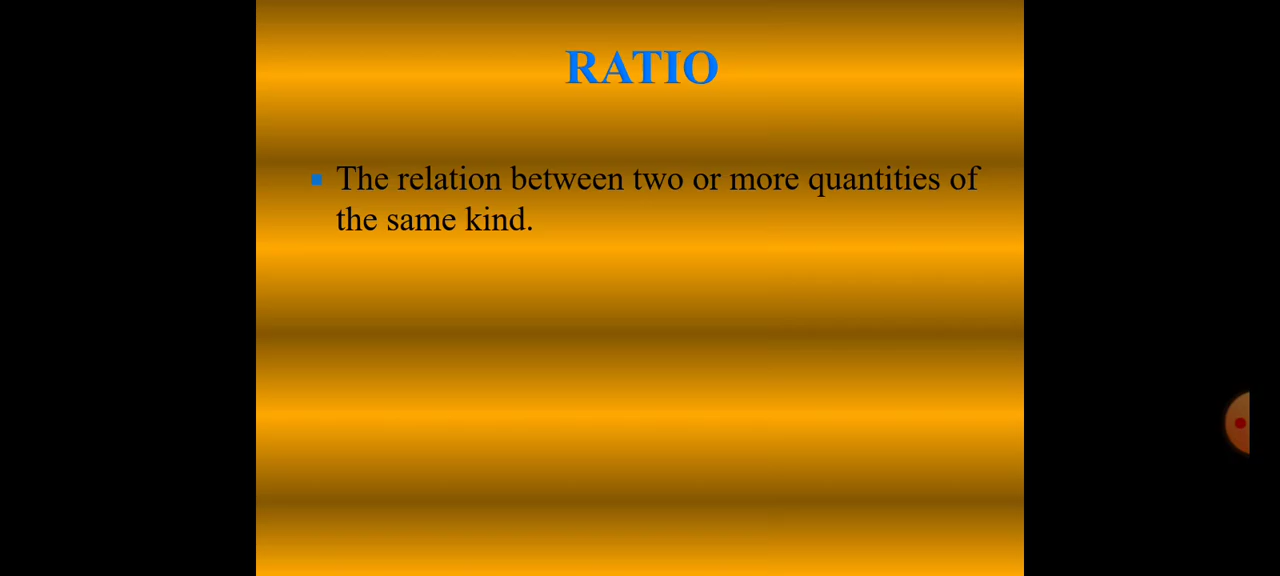 RATIO
The relation between two or more quantities of
the same kind.